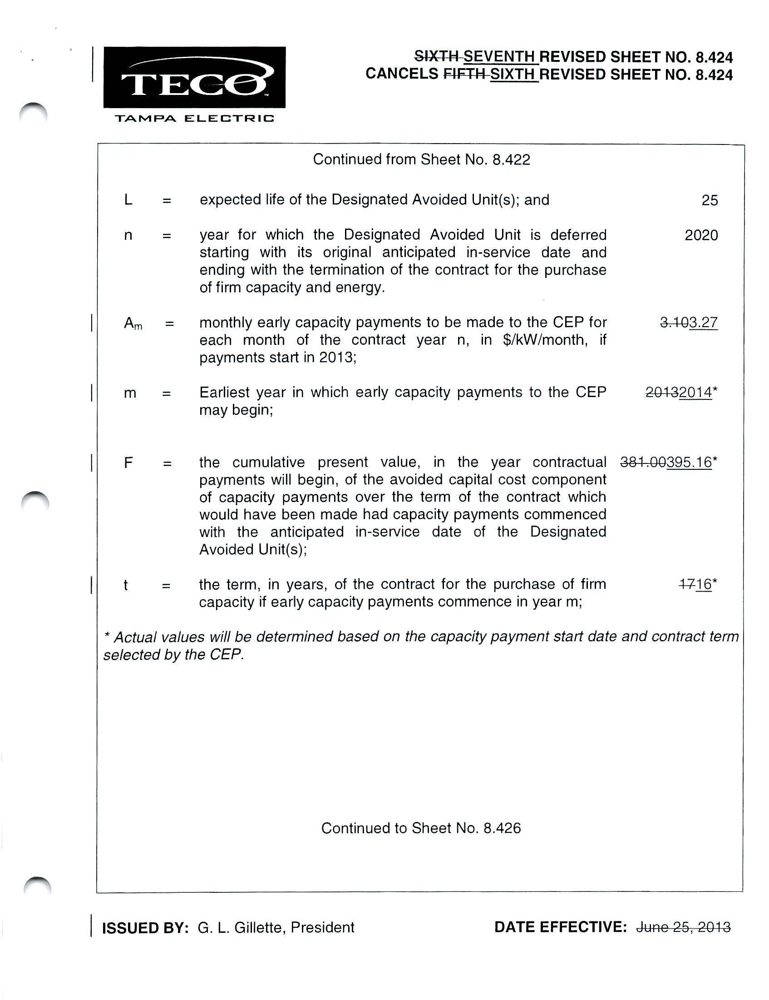 SIXTH SEVENTH REVISED SHEET NO. 8.424
CANCELS FIFTH SIXTH REVISED SHEET NO. 8.424
TECO
TAMPA ELECTRIC
Continued from Sheet No. 8.422
L = expected life of the Designated Avoided Unit(s); and 25
n = year for which the Designated Avoided Unit is deferred 2020
starting with its original anticipated in-service date and
ending with the termination of the contract for the purchase
of firm capacity and energy.
Am = monthly early capacity payments to be made to the CEP for 3.103.27
each month of the contract year n, in $/kW/month, if
payments start in 2013;
m = Earliest year in which early capacity payments to the CEP 20132014*
may begin;
F = the cumulative present value, in the year contractual 381.00395.16*
payments will begin, of the avoided capital cost component
of capacity payments over the term of the contract which
would have been made had capacity payments commenced
with the anticipated in-service date of the Designated
Avoided Unit(s);
t = the term, in years, of the contract for the purchase of firm 1716*
capacity if early capacity payments commence in year m;
* Actual values will be determined based on the capacity payment start date and contract term
selected by the CEP.
Continued to Sheet No. 8.426
ISSUED BY: G. L. Gillette, President DATE EFFECTIVE: June 25, 2013